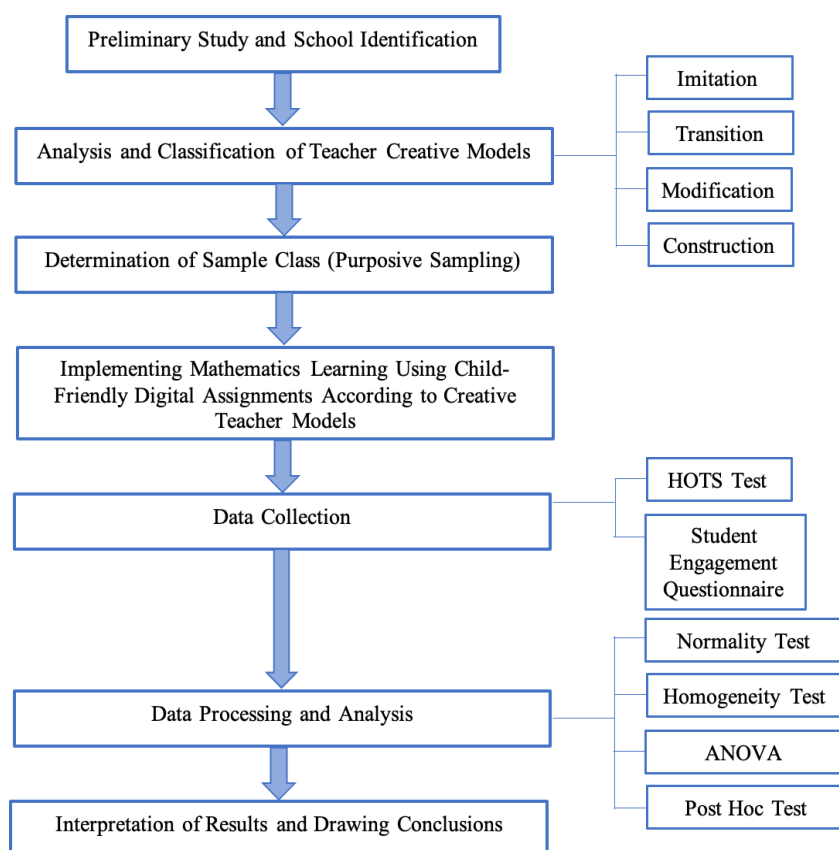 Preliminary Study and School Identification
Imitation
Analysis and Classification of Teacher Creative Models
Transition
Modification
Construction
Determination of Sample Class (Purposive Sampling)
Implementing Mathematics Learning Using Child-
Friendly Digital Assignments According to Creative
Teacher Models
Data Collection
HOTS Test
Student
Engagement
Questionnaire
Data Processing and Analysis
Normality Test
Homogeneity Test
ANOVA
Post Hoc Test
Interpretation of Results and Drawing Conclusions